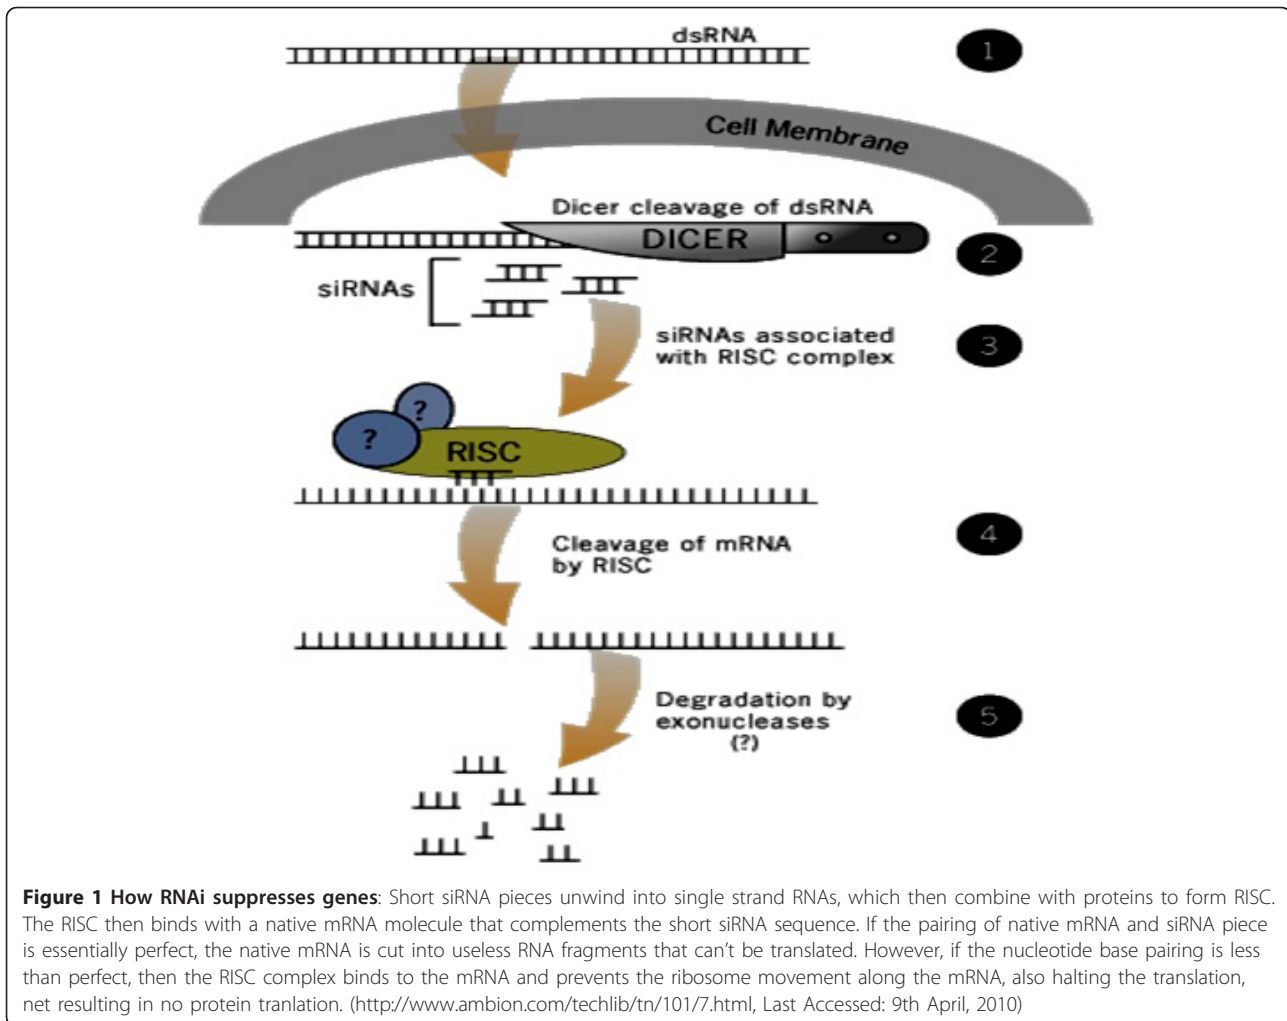 dsRNA
1
Cell Membrane
Dicer cleavage of dsRNA
DICER
2
siRNAs
siRNAs associated
with RISC complex
3
?
?
RISC
Cleavage of mRNA
by RISC
4
Degradation by
exonucleases
(?)
5
Figure 1 How RNAi suppresses genes: Short siRNA pieces unwind into single strand RNAs, which then combine with proteins to form RISC.
The RISC then binds with a native mRNA molecule that complements the short siRNA sequence. If the pairing of native mRNA and siRNA piece
is essentially perfect, the native mRNA is cut into useless RNA fragments that can't be translated. However, if the nucleotide base pairing is less
than perfect, then the RISC complex binds to the mRNA and prevents the ribosome movement along the mRNA, also halting the translation,
net resulting in no protein tranlation. (http://www.ambion.com/techlib/tn/101/7.html, Last Accessed: 9th April, 2010)